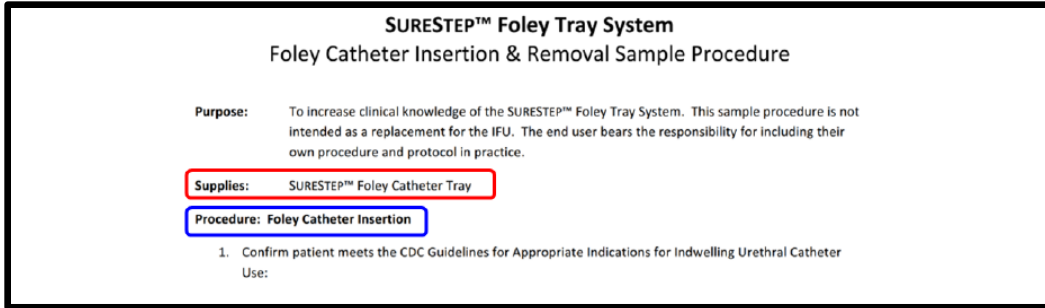 SURESTEP™ Foley Tray System
Foley Catheter Insertion & Removal Sample Procedure
Purpose: To increase clinical knowledge of the SURESTEP™ Foley Tray System. This sample procedure is not
intended as a replacement for the IFU. The end user bears the responsibility for including their
own procedure and protocol in practice.
Supplies: SURESTEP™ Foley Catheter Tray
Procedure: Foley Catheter Insertion
1. Confirm patient meets the CDC Guidelines for Appropriate Indications for Indwelling Urethral Catheter
Use: